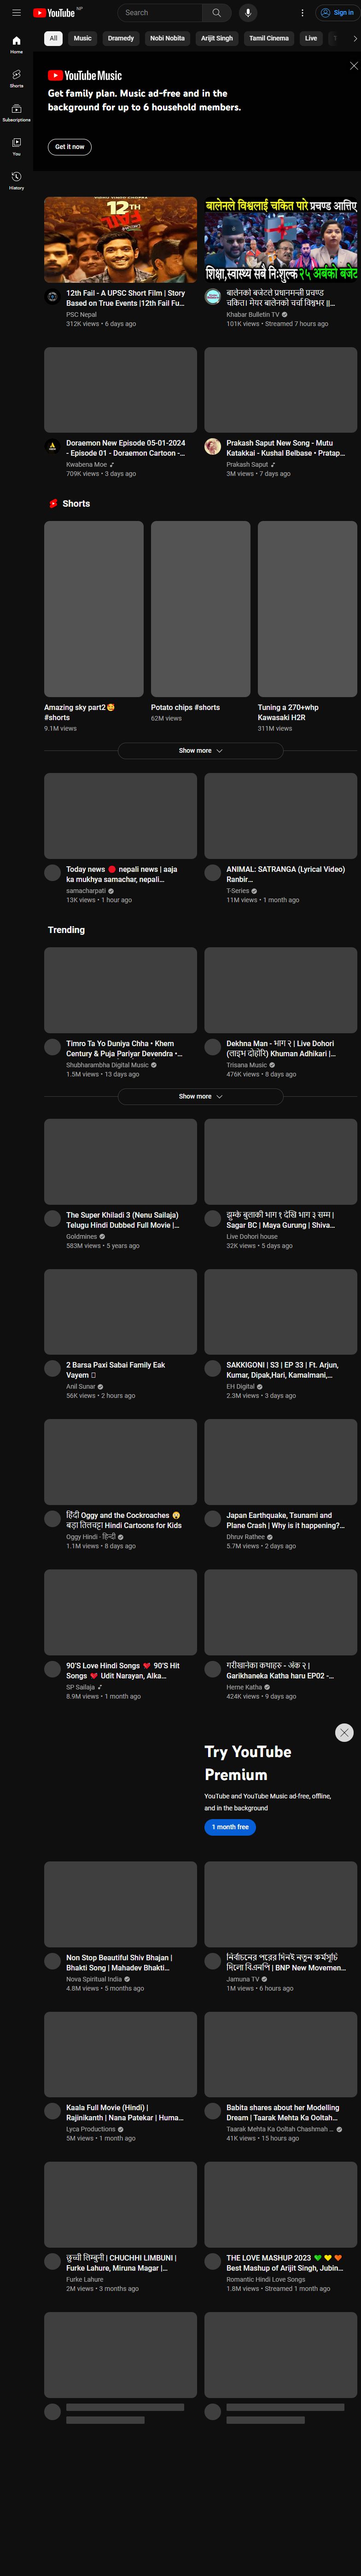 YouTube NP
Search
Sign in
Home
Shorts
Subscriptions
You
History
All
Music
Dramedy
Nobi Nobita
Arijit Singh
Tamil Cinema
Live
YouTube Music
Get family plan. Music ad-free and in the
background for up to 6 household members.
Get it now
12TH
FAIL
12th Fail - A UPSC Short Film | Story
Based on True Events |12th Fail Fu...
PSC Nepal
312K views • 6 days ago
बालेनले विश्वलाई चकित पारे प्रचण्ड आत्तिए
शिक्षा,स्वास्थ्य सबै निःशुल्क २५ अर्बको बजेट
बालेनको बजेटले प्रधानमन्त्री प्रचण्ड
चकित। मेयर बालेनको चर्चा विश्वभर ||...
Khabar Bulletin TV
101K views • Streamed 7 hours ago
Doraemon New Episode 05-01-2024
- Episode 01 - Doraemon Cartoon -...
Kwabena Moe
709K views • 3 days ago
Prakash Saput New Song - Mutu
Katakkai - Kushal Belbase • Pratap...
Prakash Saput
3M views • 7 days ago
Shorts
Amazing sky part2🥰
#shorts
9.1M views
Potato chips #shorts
62M views
Tuning a 270+whp
Kawasaki H2R
311M views
Show more
Today news 🔴 nepali news | aaja
ka mukhya samachar, nepali...
samacharpati
13K views • 1 hour ago
ANIMAL: SATRANGA (Lyrical Video)
Ranbir...
T-Series
11M views • 1 month ago
Trending
Timro Ta Yo Duniya Chha • Khem
Century & Puja Pariyar Devendra •...
Shubharambha Digital Music
1.5M views • 13 days ago
Dekhna Man - भाग २ | Live Dohori
(लाइभ दोहोरि) Khuman Adhikari |...
Trisana Music
476K views • 8 days ago
Show more
The Super Khiladi 3 (Nenu Sailaja)
Telugu Hindi Dubbed Full Movie |...
Goldmines
583M views • 5 years ago
झुम्के बुलाकी भाग १ देखि भाग ३ सम्म |
Sagar BC | Maya Gurung | Shiva...
Live Dohori house
32K views • 5 days ago
2 Barsa Paxi Sabai Family Eak
Vayem
Anil Sunar
56K views • 2 hours ago
SAKKIGONI | S3 | EP 33 | Ft. Arjun,
Kumar, Dipak,Hari, Kamalmani,...
EH Digital
2.3M views • 3 days ago
हिंदी Oggy and the Cockroaches 😲
बड़ा तिलचट्टा Hindi Cartoons for Kids
Oggy Hindi - हिन्दी
1.1M views • 8 days ago
Japan Earthquake, Tsunami and
Plane Crash | Why is it happening?...
Dhruv Rathee
5.7M views • 2 days ago
90'S Love Hindi Songs ❤️ 90'S Hit
Songs ❤️ Udit Narayan, Alka...
SP Sailaja
8.9M views • 1 month ago
गरीखानेका कथाहरु - अंक २ |
Garikhaneka Katha haru EP02 -...
Heme Katha
424K views • 9 days ago
Try YouTube
Premium
YouTube and YouTube Music ad-free, offline,
and in the background
1 month free
Non Stop Beautiful Shiv Bhajan |
Bhakti Song | Mahadev Bhakti...
Nova Spiritual India
4.8M views • 5 months ago
নির্বাচনের পরের দিনই নতুন কর্মসূচি
দিলো বিএনপি | BNP New Movemen...
Jamuna TV
1M views • 6 hours ago
Kaala Full Movie (Hindi) |
Rajinikanth | Nana Patekar | Huma...
Lyca Productions
5M views • 1 month ago
Babita shares about her Modelling
Dream | Taarak Mehta Ka Ooltah...
Taarak Mehta Ka Ooltah Chashmah ...
41K views • 15 hours ago
छुच्ची लिम्बुनी | CHUCHHI LIMBUNI |
Furke Lahure, Miruna Magar |...
Furke Lahure
2M views • 3 months ago
THE LOVE MASHUP 2023 💚 💛 🧡
Best Mashup of Arijit Singh, Jubin...
Romantic Hindi Love Songs
1.8M views • Streamed 1 month ago